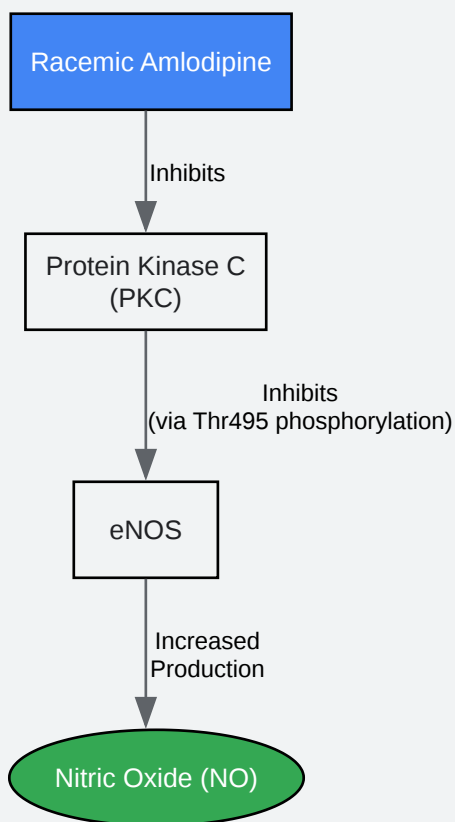 Racemic Amlodipine
Inhibits
Protein Kinase C
(PKC)
Inhibits
(via Thr495 phosphorylation)
eNOS
Increased
Production
Nitric Oxide (NO)